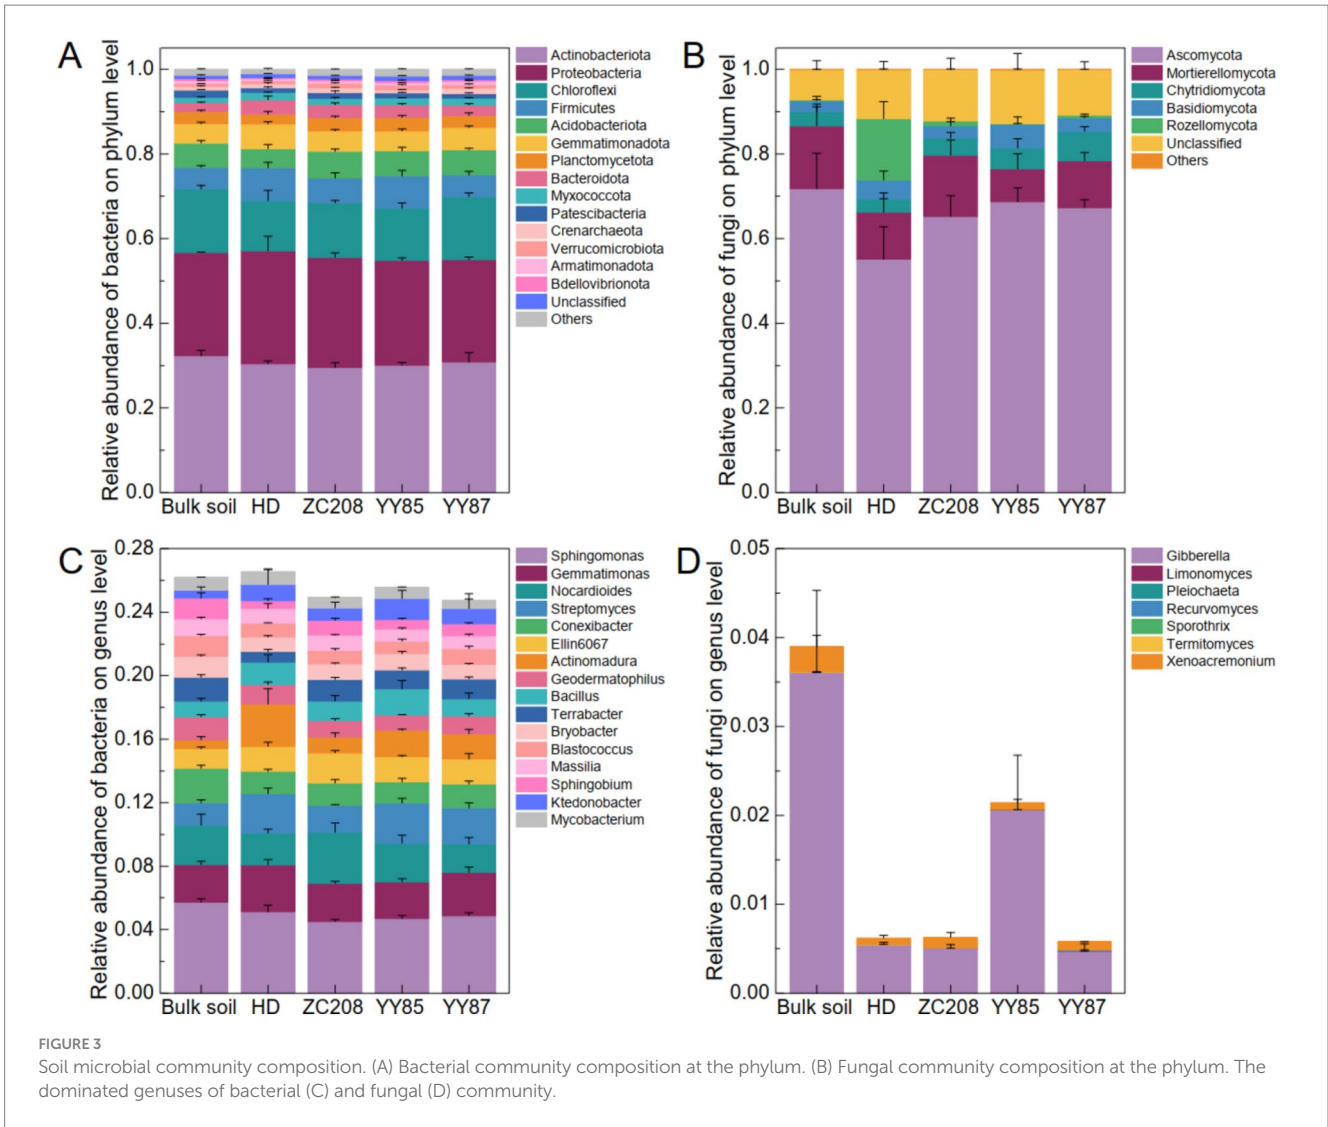 A
Relative abundance of bacteria on phylum level
1.0
0.8
0.6
0.4
0.2
0.0
Bulk soil HD ZC208 YY85 YY87
Actinobacteriota
Proteobacteria
Chloroflexi
Firmicutes
Acidobacteriota
Gemmatimonadota
Planctomycetota
Bacteroidota
Myxococcota
Patescibacteria
Crenarchaeota
Verrucomicrobiota
Armatimonadota
Bdellovibrionota
Unclassified
Others
B
Relative abundance of fungi on phylum level
1.0
0.8
0.6
0.4
0.2
0.0
Bulk soil HD ZC208 YY85 YY87
Ascomycota
Mortierellomycota
Chytridiomycota
Basidiomycota
Rozellomycota
Unclassified
Others
C
Relative abundance of bacteria on genus level
0.28
0.24
0.20
0.16
0.12
0.08
0.04
0.00
Bulk soil HD ZC208 YY85 YY87
Sphingomonas
Gemmatimonas
Nocardioides
Streptomyces
Conexibacter
Ellin6067
Actinomadura
Geodermatophilus
Bacillus
Terrabacter
Bryobacter
Blastococcus
Massilia
Sphingobium
Ktedonobacter
Mycobacterium
D
Relative abundance of fungi on genus level
0.05
0.04
0.03
0.02
0.01
0.00
Bulk soil HD ZC208 YY85 YY87
Gibberella
Limonomyces
Pleiochaeta
Recurvomyces
Sporothrix
Termitomyces
Xenoacremonium
FIGURE 3
Soil microbial community composition. (A) Bacterial community composition at the phylum. (B) Fungal community composition at the phylum. The
dominated genuses of bacterial (C) and fungal (D) community.